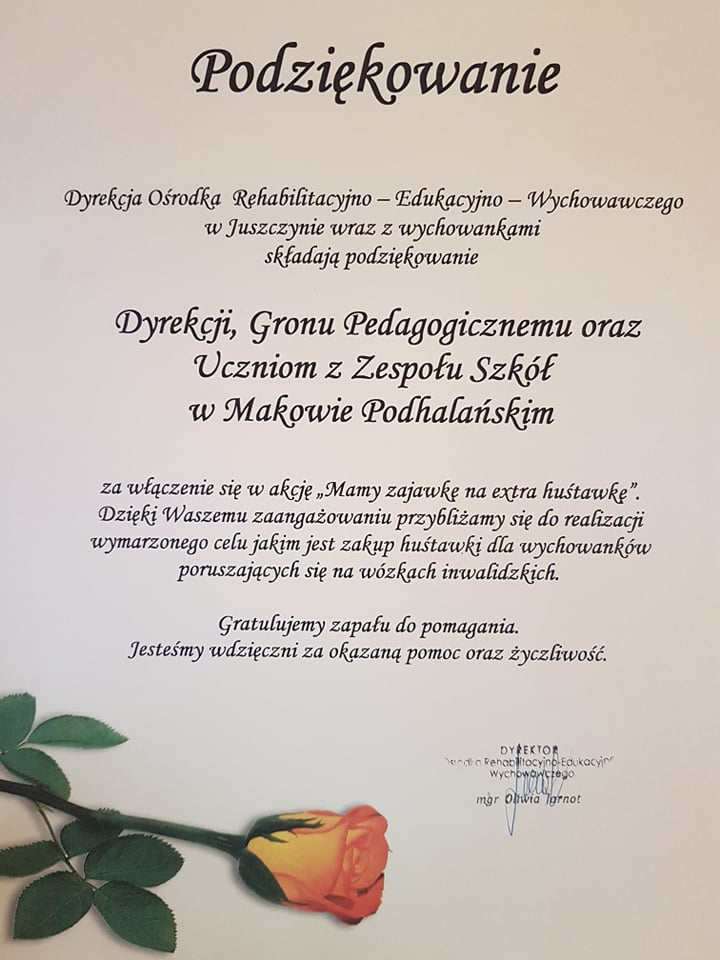 Podziękowanie
Dyrekcja Ośrodka Rehabilitacyjno – Edukacyjno – Wychowawczego
w Juszczynie wraz z wychowankami
składają podziękowanie
Dyrekcji, Gronu Pedagogicznemu oraz
Uczniom z Zespołu Szkół
w Makowie Podhalańskim
za włączenie się w akcję „Mamy zajawkę na extra huśtawkę”.
Dzięki Waszemu zaangażowaniu przybliżamy się do realizacji
wymarzonego celu jakim jest zakup huśtawki dla wychowanków
poruszających się na wózkach inwalidzkich.
Gratulujemy zapału do pomagania.
Jesteśmy wdzięczni za okazaną pomoc oraz życzliwość.
DYREKTOR
Rehabilitacyjno-Edukacyjno
Wychowawczego
mgr Oliwia